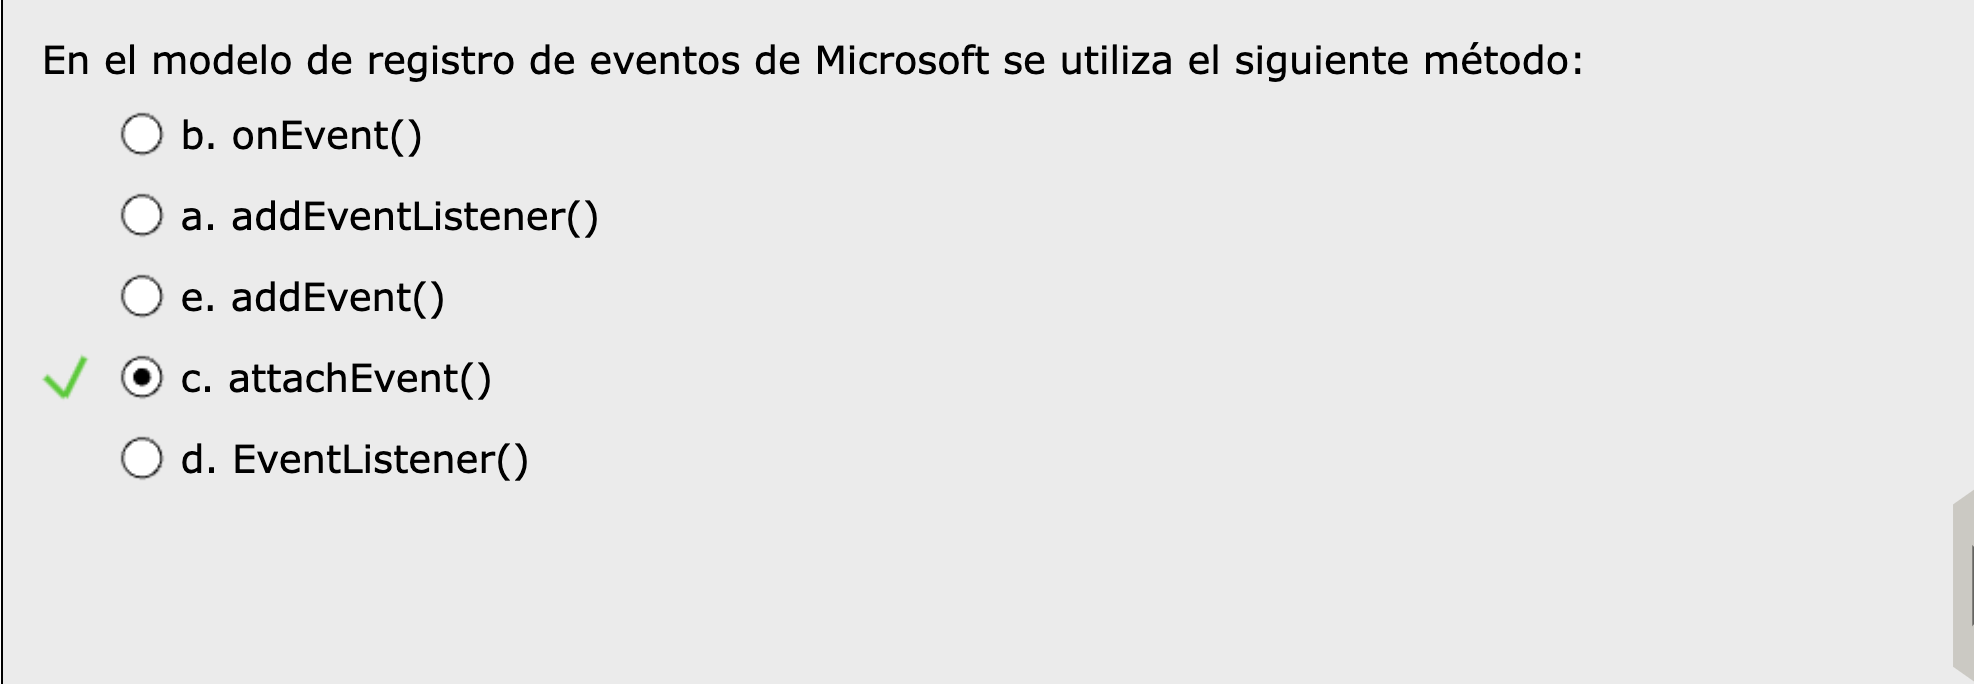 En el modelo de registro de eventos de Microsoft se utiliza el siguiente método:
b. onEvent()
a. addEventListener()
e. addEvent()
c. attachEvent()
d. EventListener()